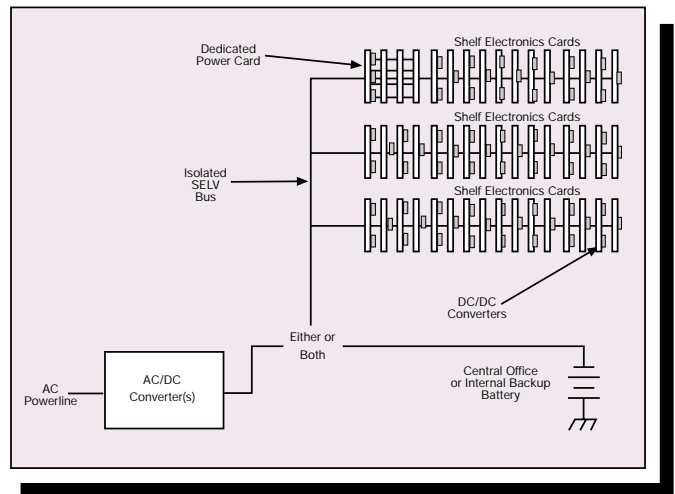 Dedicated
Power Card
Shelf Electronics Cards
Shelf Electronics Cards
Isolated
SELV
Bus
Shelf Electronics Cards
DC/DC
Converters
Either or
Both
AC
Powerline
AC/DC
Converter(s)
Central Office
or Internal Backup
Battery